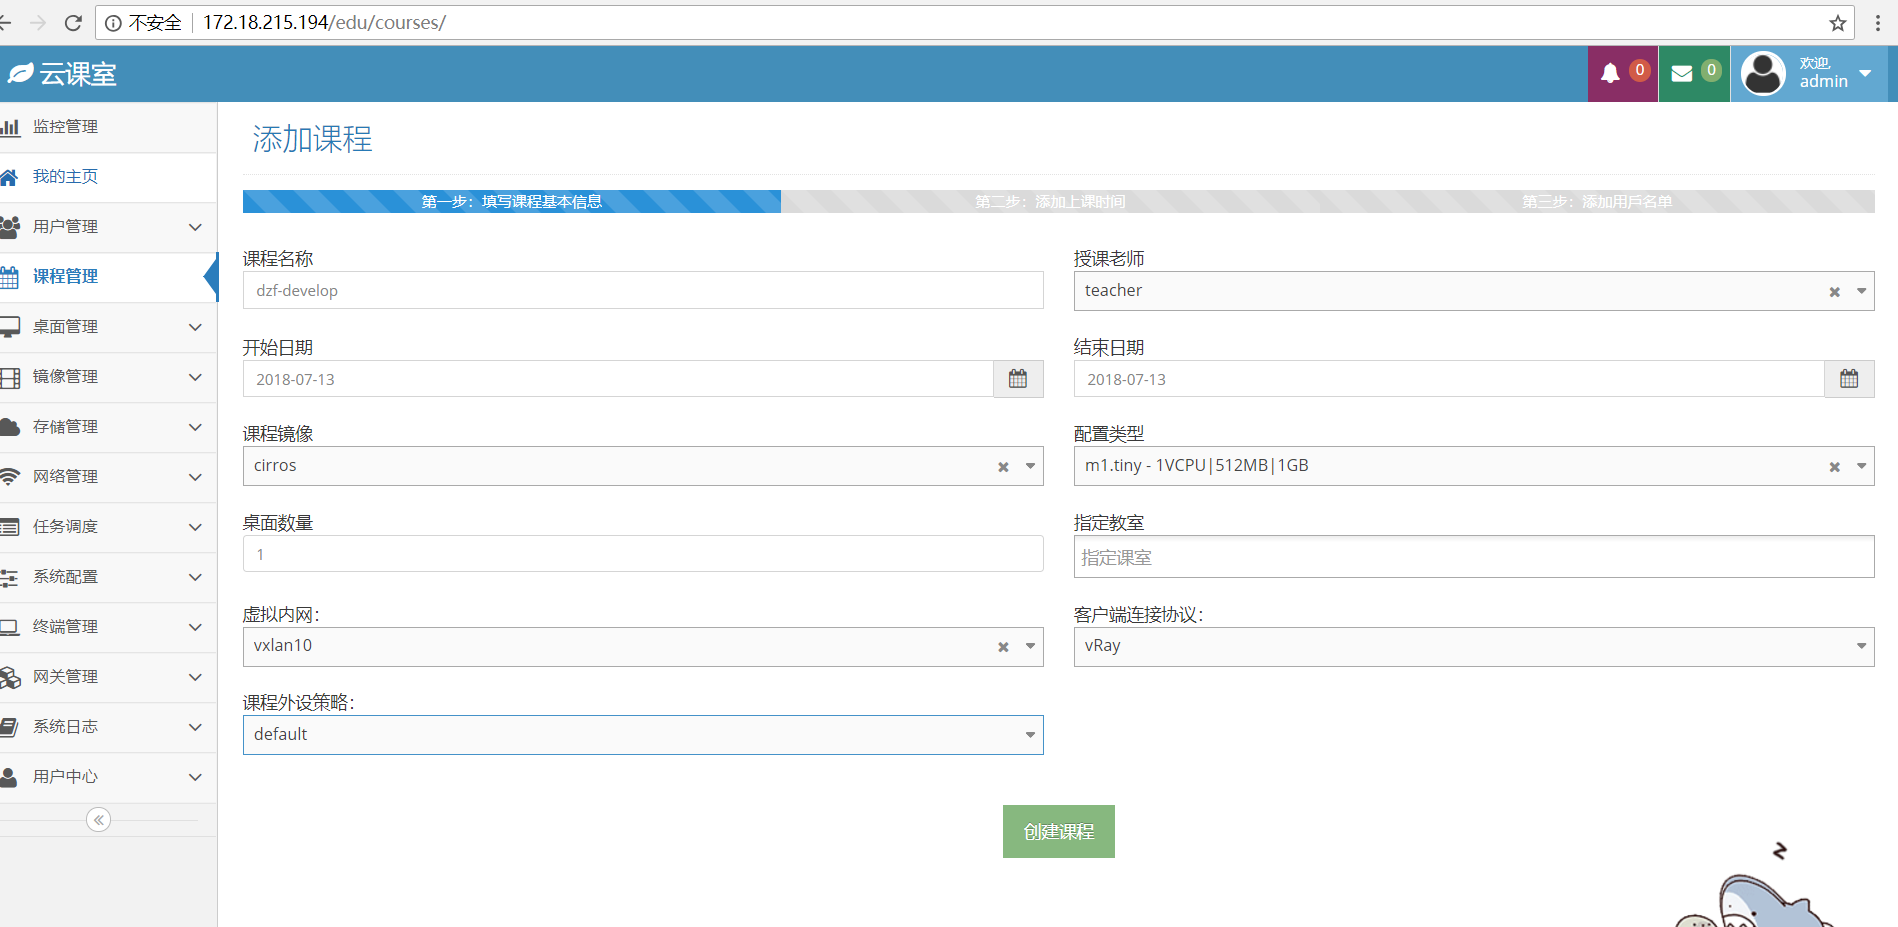 不安全 172.18.215.194/edu/courses/
云课室
0
0
欢迎,
admin
监控管理
我的主页
用户管理
课程管理
桌面管理
镜像管理
存储管理
网络管理
任务调度
系统配置
终端管理
网关管理
系统日志
用户中心
添加课程
第一步：填写课程基本信息 第二步：添加上课时间 第三步：添加用戶名单
课程名称 授课老师
dzf-develop teacher
开始日期 结束日期
2018-07-13 2018-07-13
课程镜像 配置类型
cirros m1.tiny - 1VCPU|512MB|1GB
桌面数量 指定教室
1 指定课室
虚拟内网： 客户端连接协议：
vxlan10 vRay
课程外设策略：
default
创建课程
z